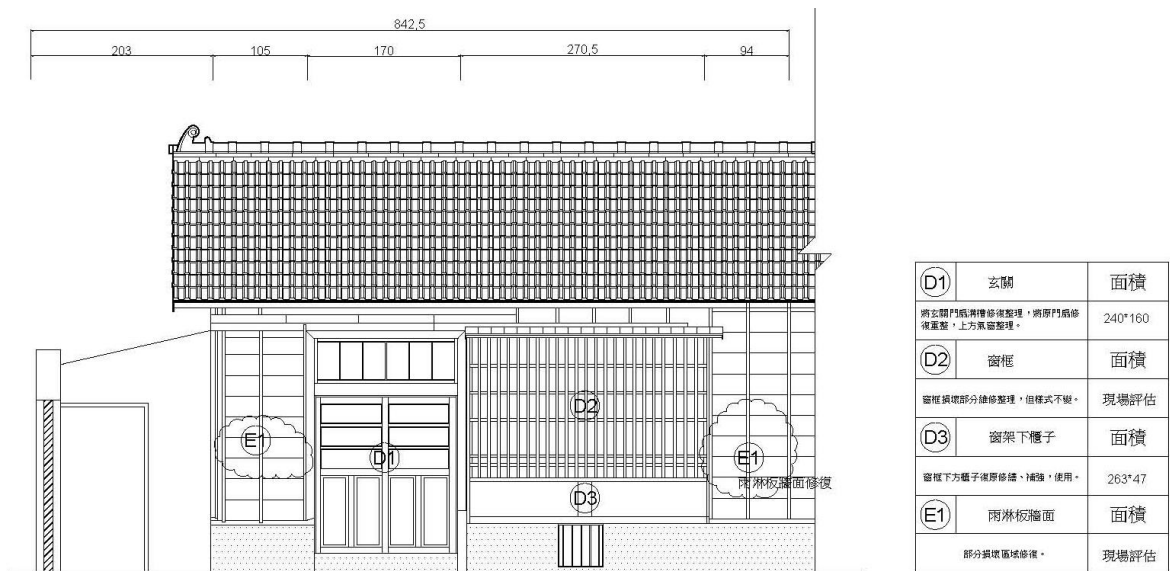 842,5
203 105 170 270,5 94
E1 D1 D2 E1
雨淋板牆面修復
D3
D1 玄關 面積
將玄關門扇溝槽修復整理,將原門扇修
復重整,上方氣窗整理。 240*160
D2 窗框 面積
窗框損壞部分維修整理,但樣式不變。 現場評估
D3 窗架下櫃子 面積
窗框下方櫃子復原修繕、補強,使用。 263*47
E1 雨淋板牆面 面積
部分損壞區域修復。 現場評估